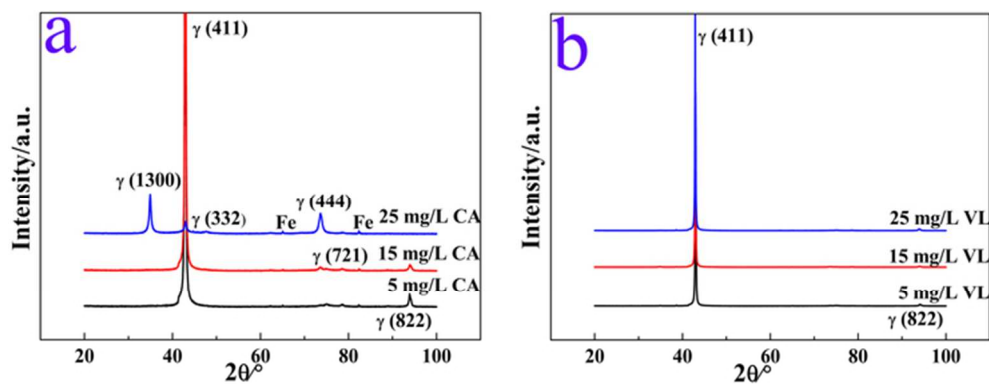 a
γ (411)
γ (1300)
γ (332)
γ (444)
Fe
Fe
25 mg/L CA
γ (721)
15 mg/L CA
5 mg/L CA
γ (822)
Intensity/a.u.
20 40 60 80 100
2θ/°
b
γ (411)
25 mg/L VL
15 mg/L VL
5 mg/L VL
γ (822)
Intensity/a.u.
20 40 60 80 100
2θ/°